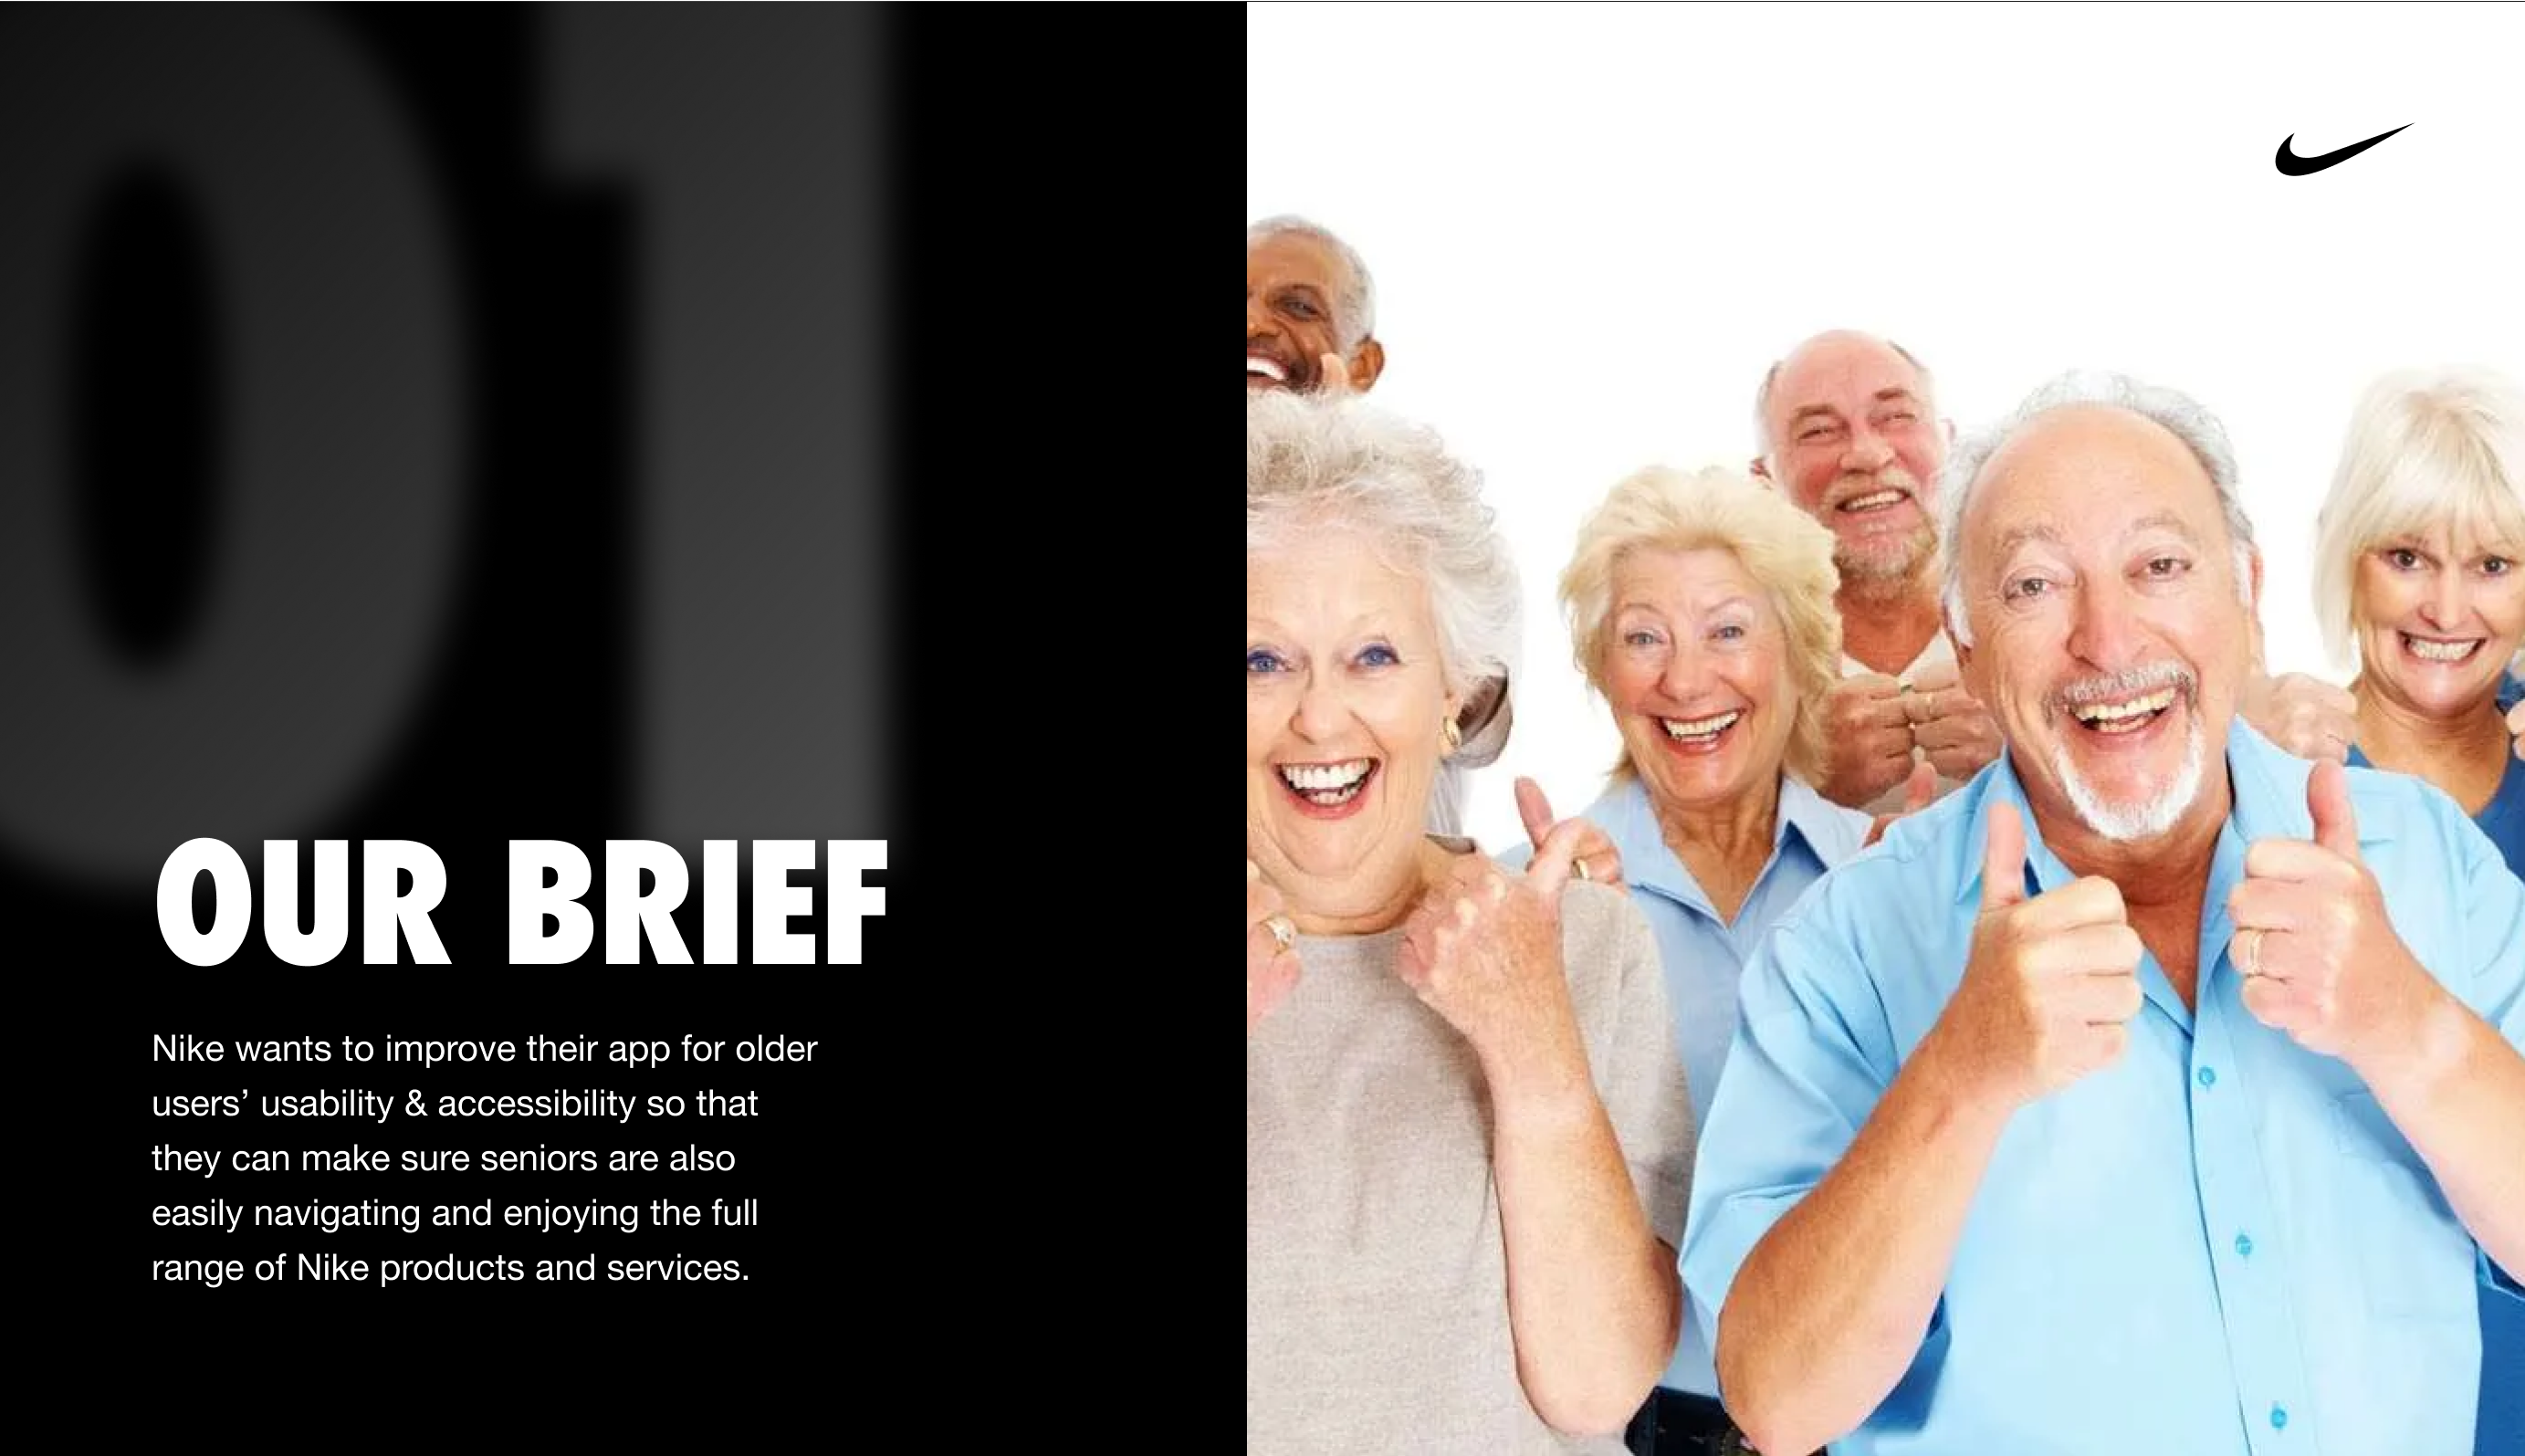 01
OUR BRIEF
Nike wants to improve their app for older
users’ usability & accessibility so that
they can make sure seniors are also
easily navigating and enjoying the full
range of Nike products and services.